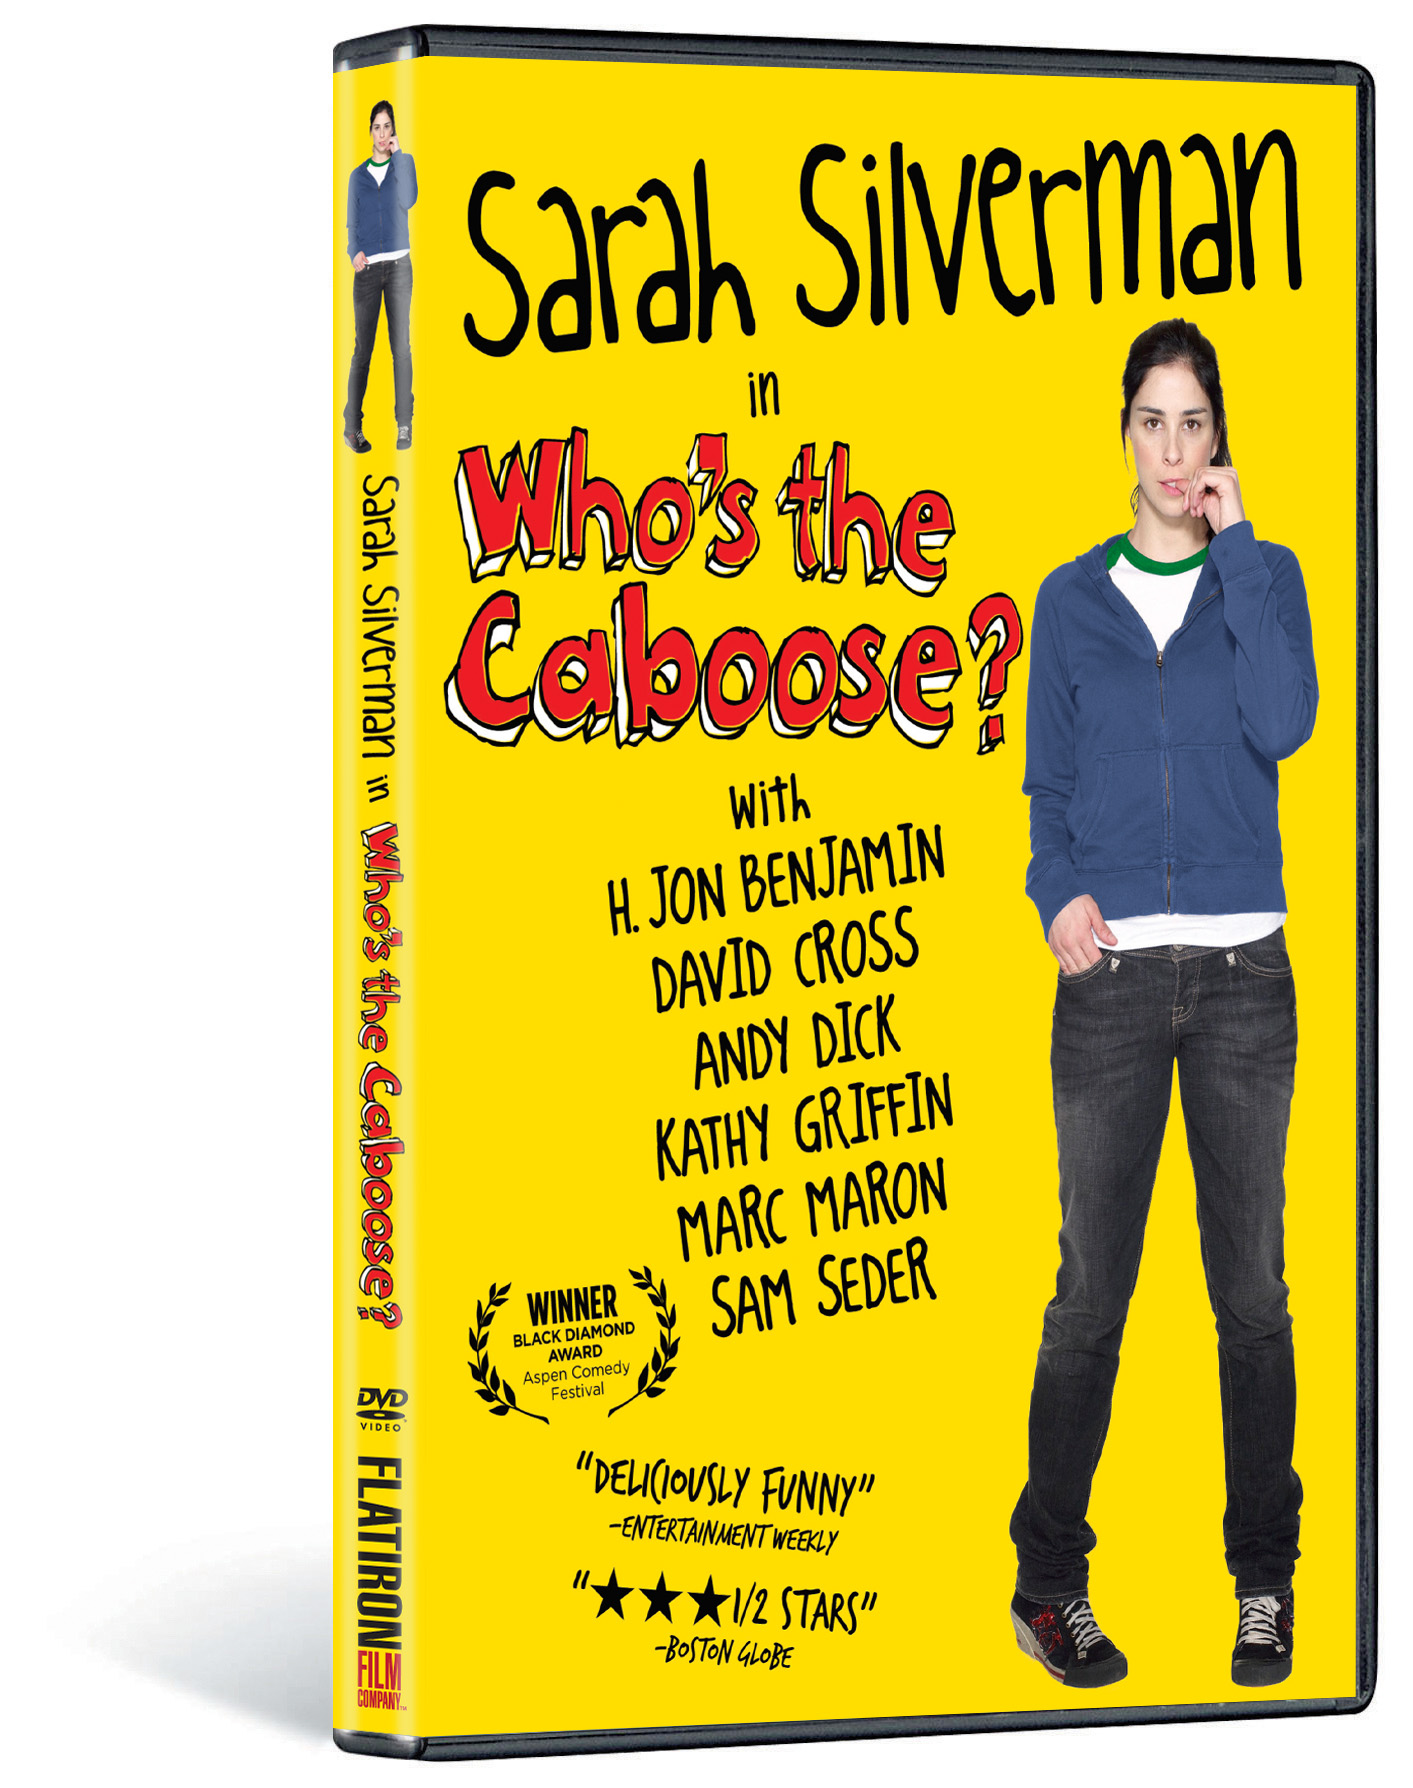 Sarah Silverman
in
Who's the
Caboose?
With
H. JON BENJAMIN
DAVID CROSS
ANDY DICK
KATHY GRIFFIN
MARC MARON
SAM SEDER
WINNER
BLACK DIAMOND
AWARD
Aspen Comedy
Festival
"DELICIOUSLY FUNNY"
-ENTERTAINMENT WEEKLY
"★★★1/2 STARS"
-BOSTON GLOBE
Sarah Silverman in Who's the Caboose?
DVD
VIDEO
FLATIRON
FILM
COMPANY™